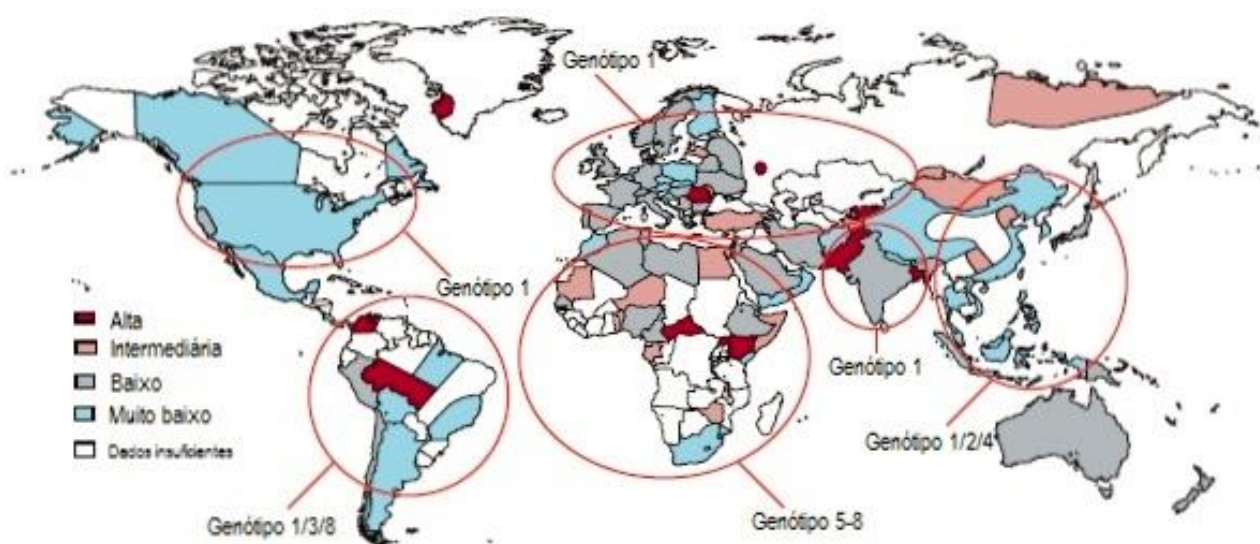 Genótipo 1
Genótipo 1
Alta
Intermediária
Baixo
Muito baixo
Dados insuficientes
Genótipo 1
Genótipo 1/2/4
Genótipo 1/3/8
Genótipo 5-8